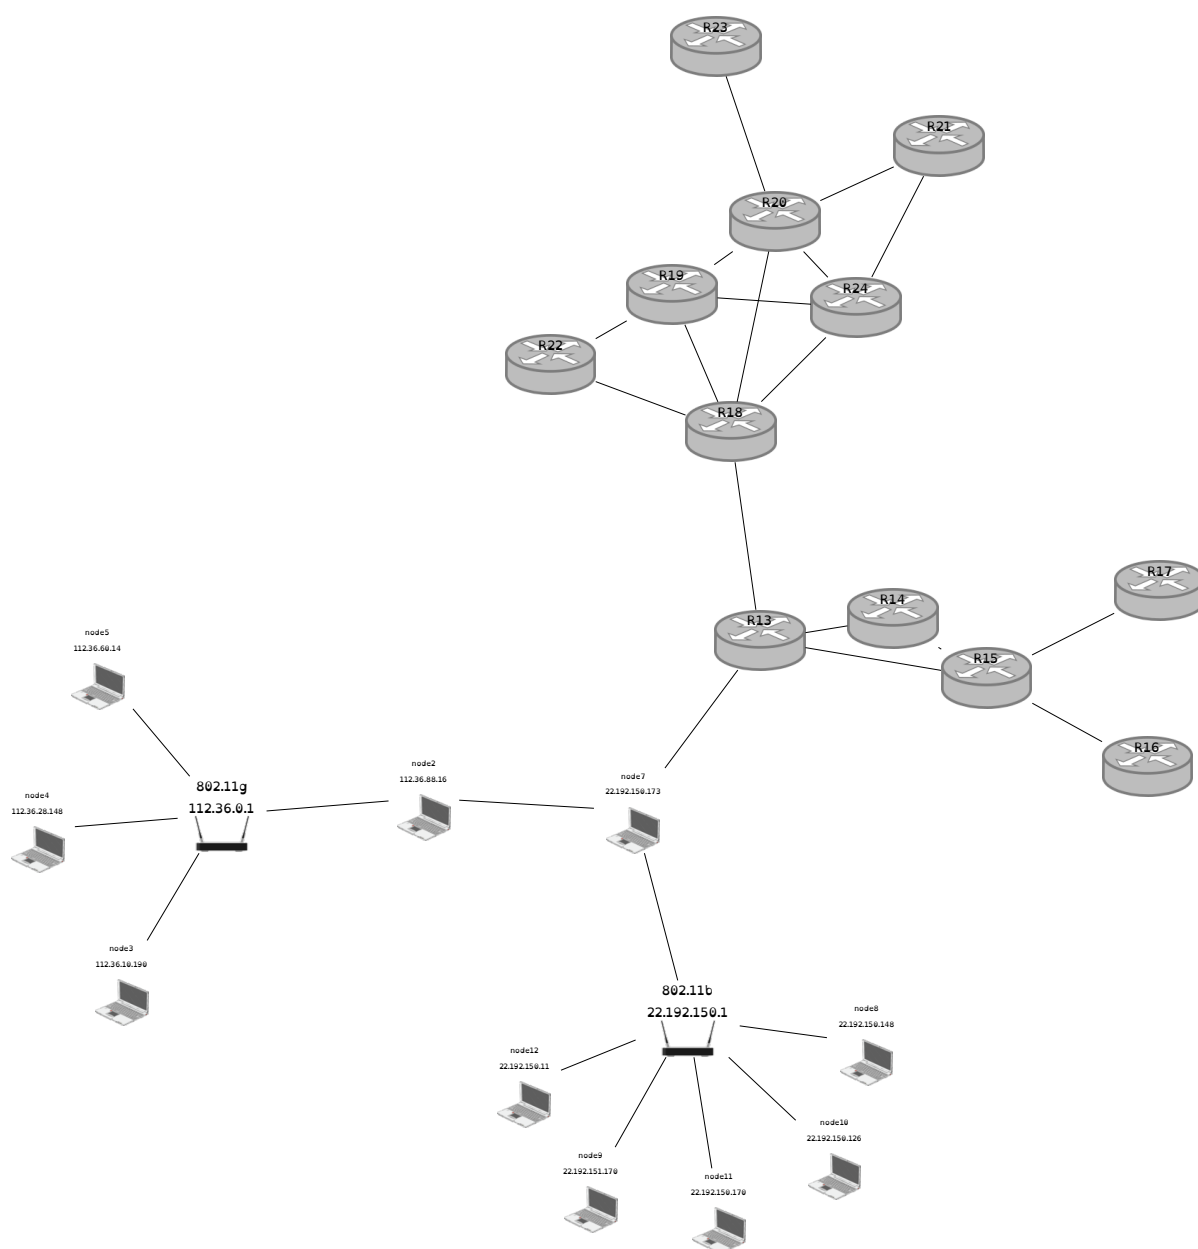 R23
R21
R20
R19
R24
R22
R18
R17
R14
R13
R15
R16
node5
112.36.60.14
node2
112.36.88.16
node7
22.192.150.173
802.11g
112.36.0.1
node4
112.36.28.148
node3
112.36.10.190
802.11b
22.192.150.1
node8
22.192.150.148
node12
22.192.150.11
node10
22.192.150.126
node9
22.192.151.170
node11
22.192.150.170